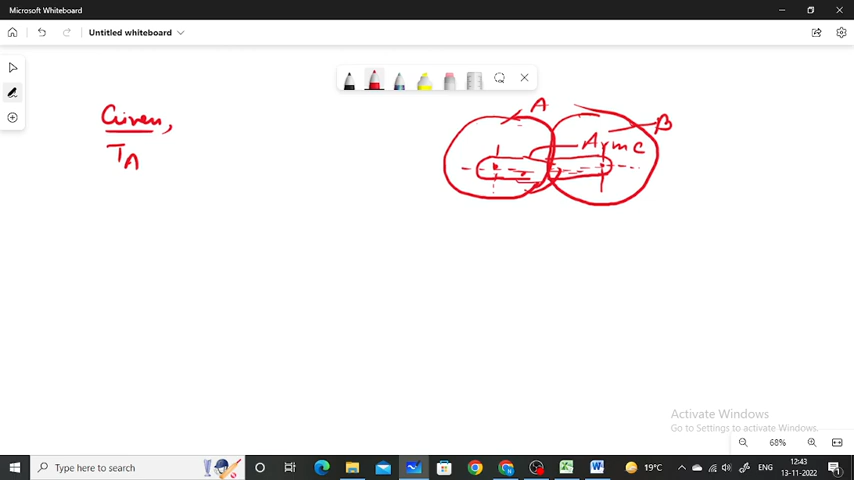 Microsoft Whiteboard
Untitled whiteboard
Given,
TA
A
B
Arm C
Activate Windows
Go to Settings to activate Windows.
68%
Type here to search
19°C
ENG
12:43
13-11-2022